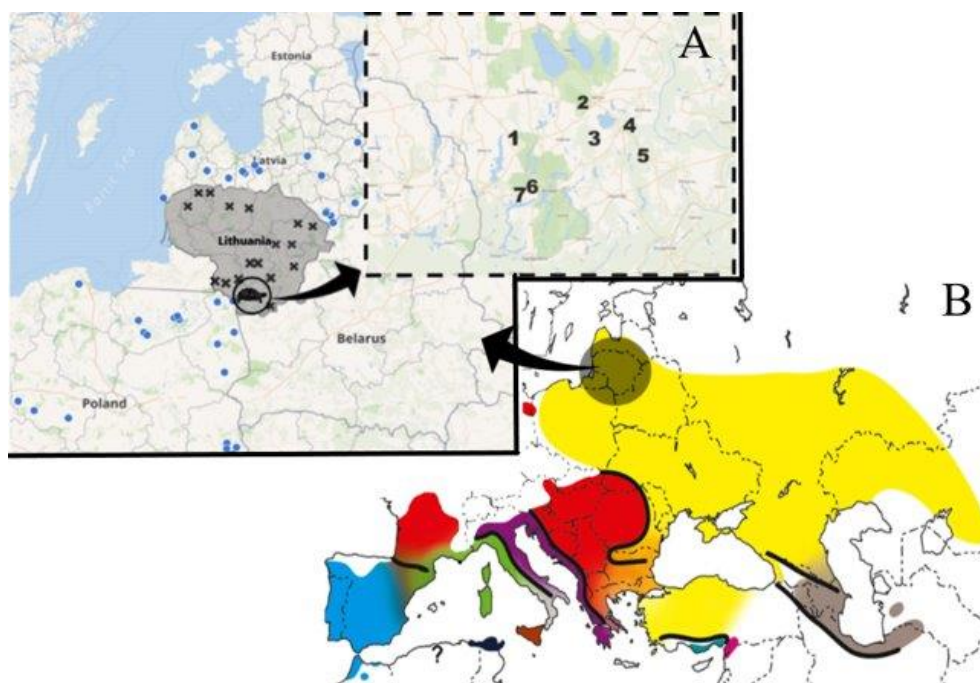 A
Estonia
Latvia
Baltic Sea
Lithuania
Belarus
Poland
1
2
3
4
5
6
7
B
?